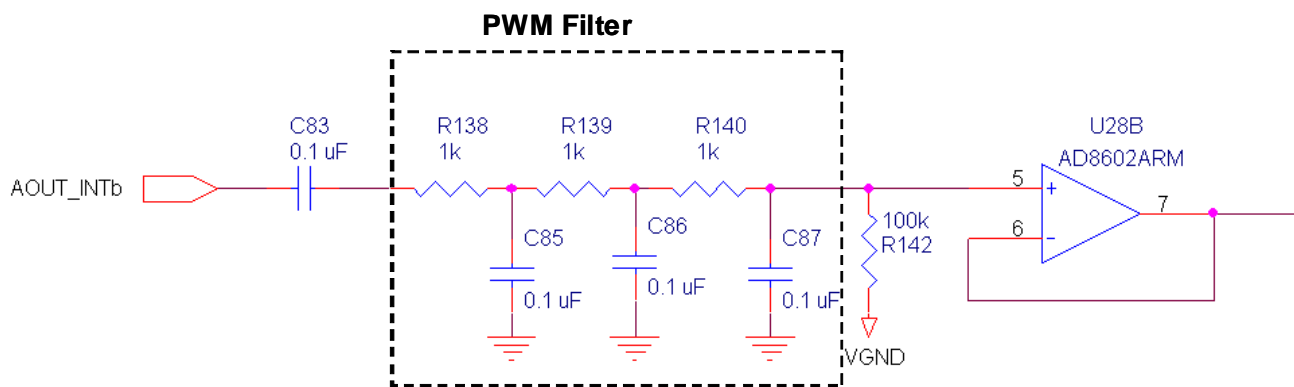 PWM Filter
C83
0.1 uF
R138
1k
R139
1k
R140
1k
U28B
AD8602ARM
AOUT_INTb
5
+
7
6
−
100k
R142
C85
0.1 uF
C86
0.1 uF
C87
0.1 uF
VGND